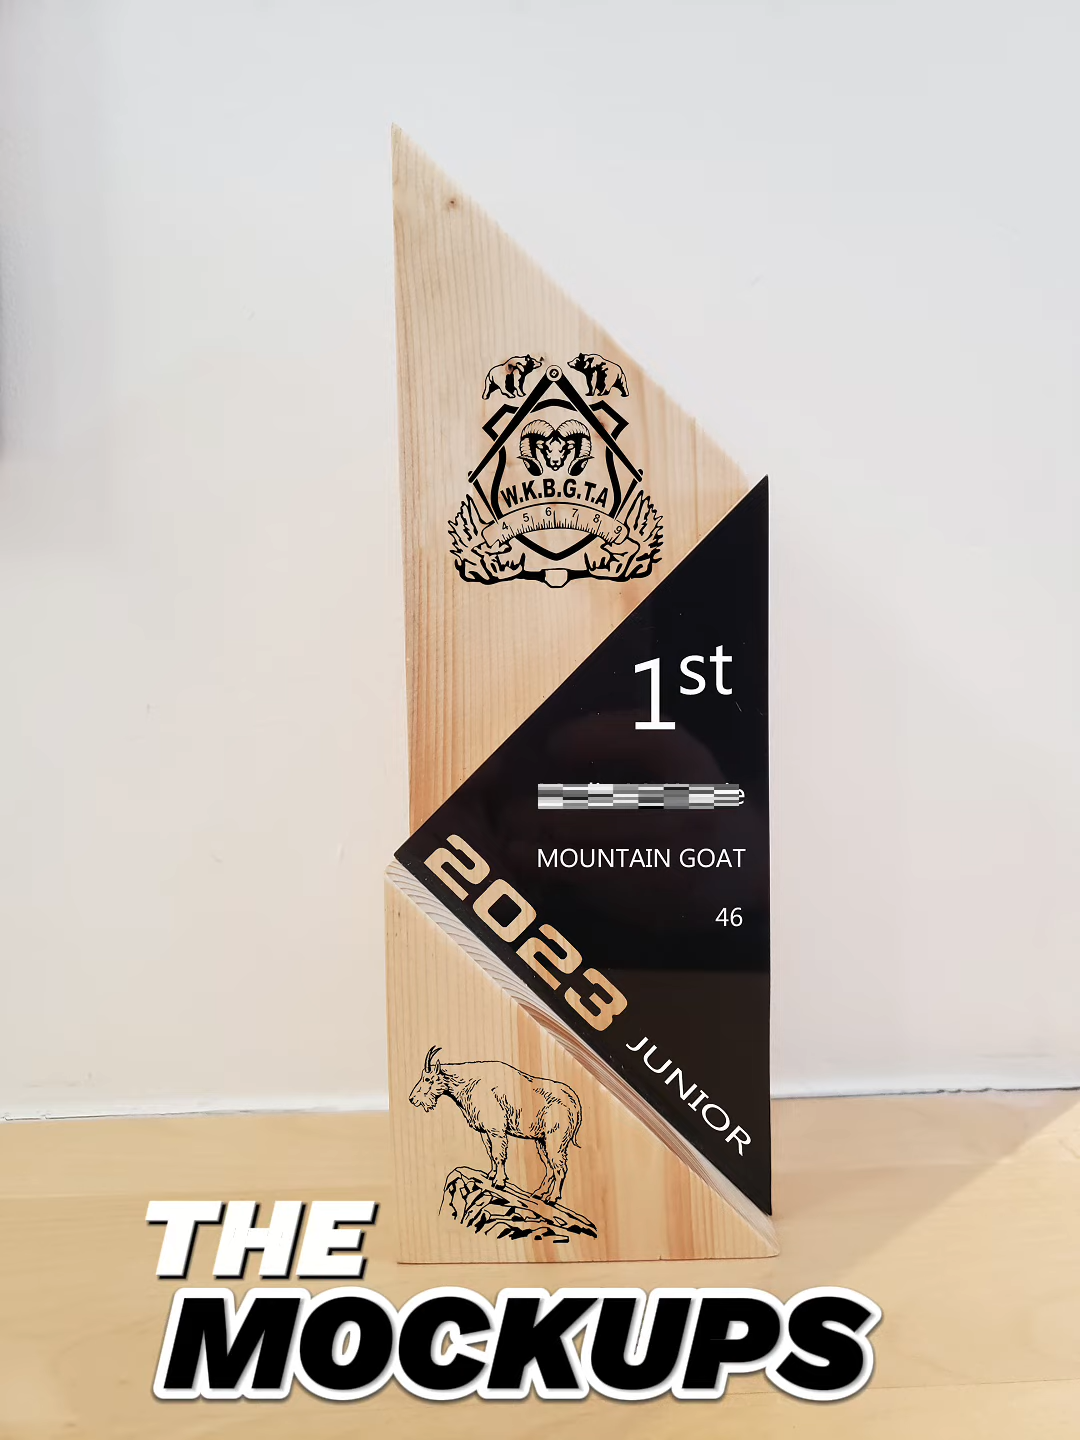 W.K.B.G.T.A
4 5 6 7 8 9
1st
MOUNTAIN GOAT
46
2023 JUNIOR
THE
MOCKUPS